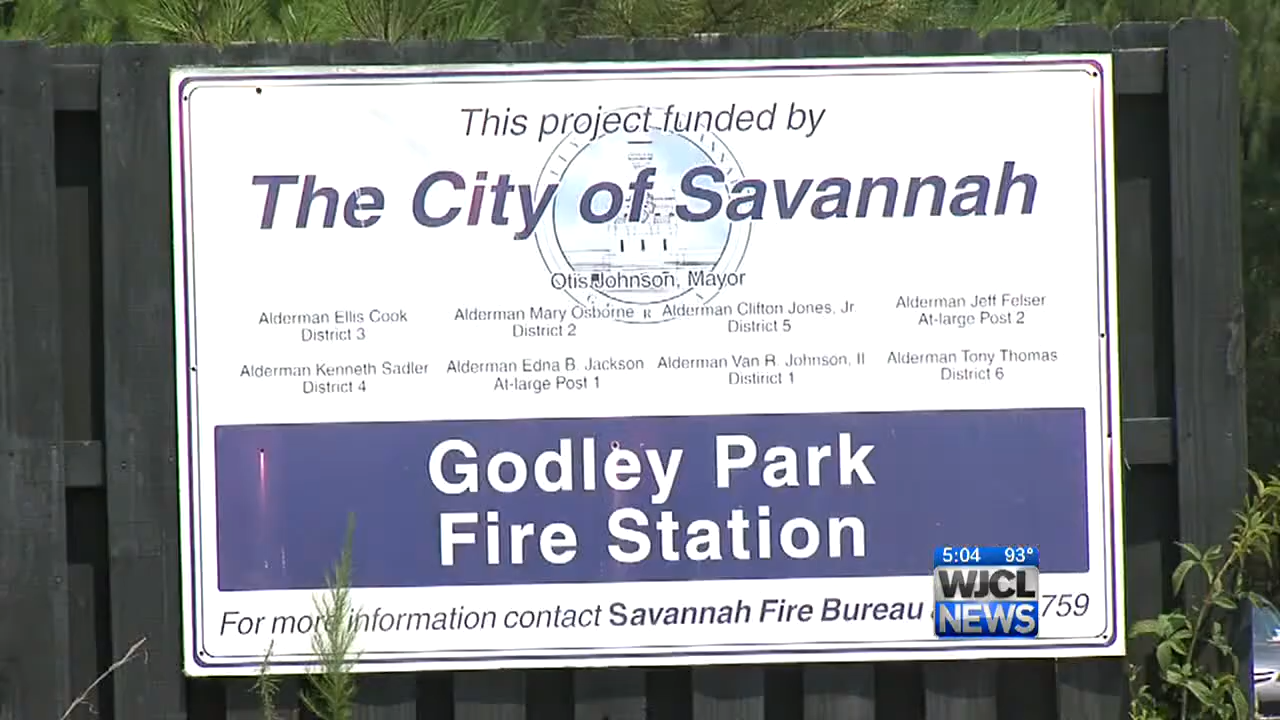 This project funded by
The City of Savannah
Otis Johnson, Mayor
Alderman Ellis Cook
District 3
Alderman Mary Osborne
District 2
Alderman Clifton Jones, Jr.
District 5
Alderman Jeff Felser
At-large Post 2
Alderman Kenneth Sadler
District 4
Alderman Edna B. Jackson
At-large Post 1
Alderman Van R. Johnson, II
Distirict 1
Alderman Tony Thomas
District 6
Godley Park
Fire Station
For more information contact Savannah Fire Bureau 759
5:04 93°
WJCL
NEWS